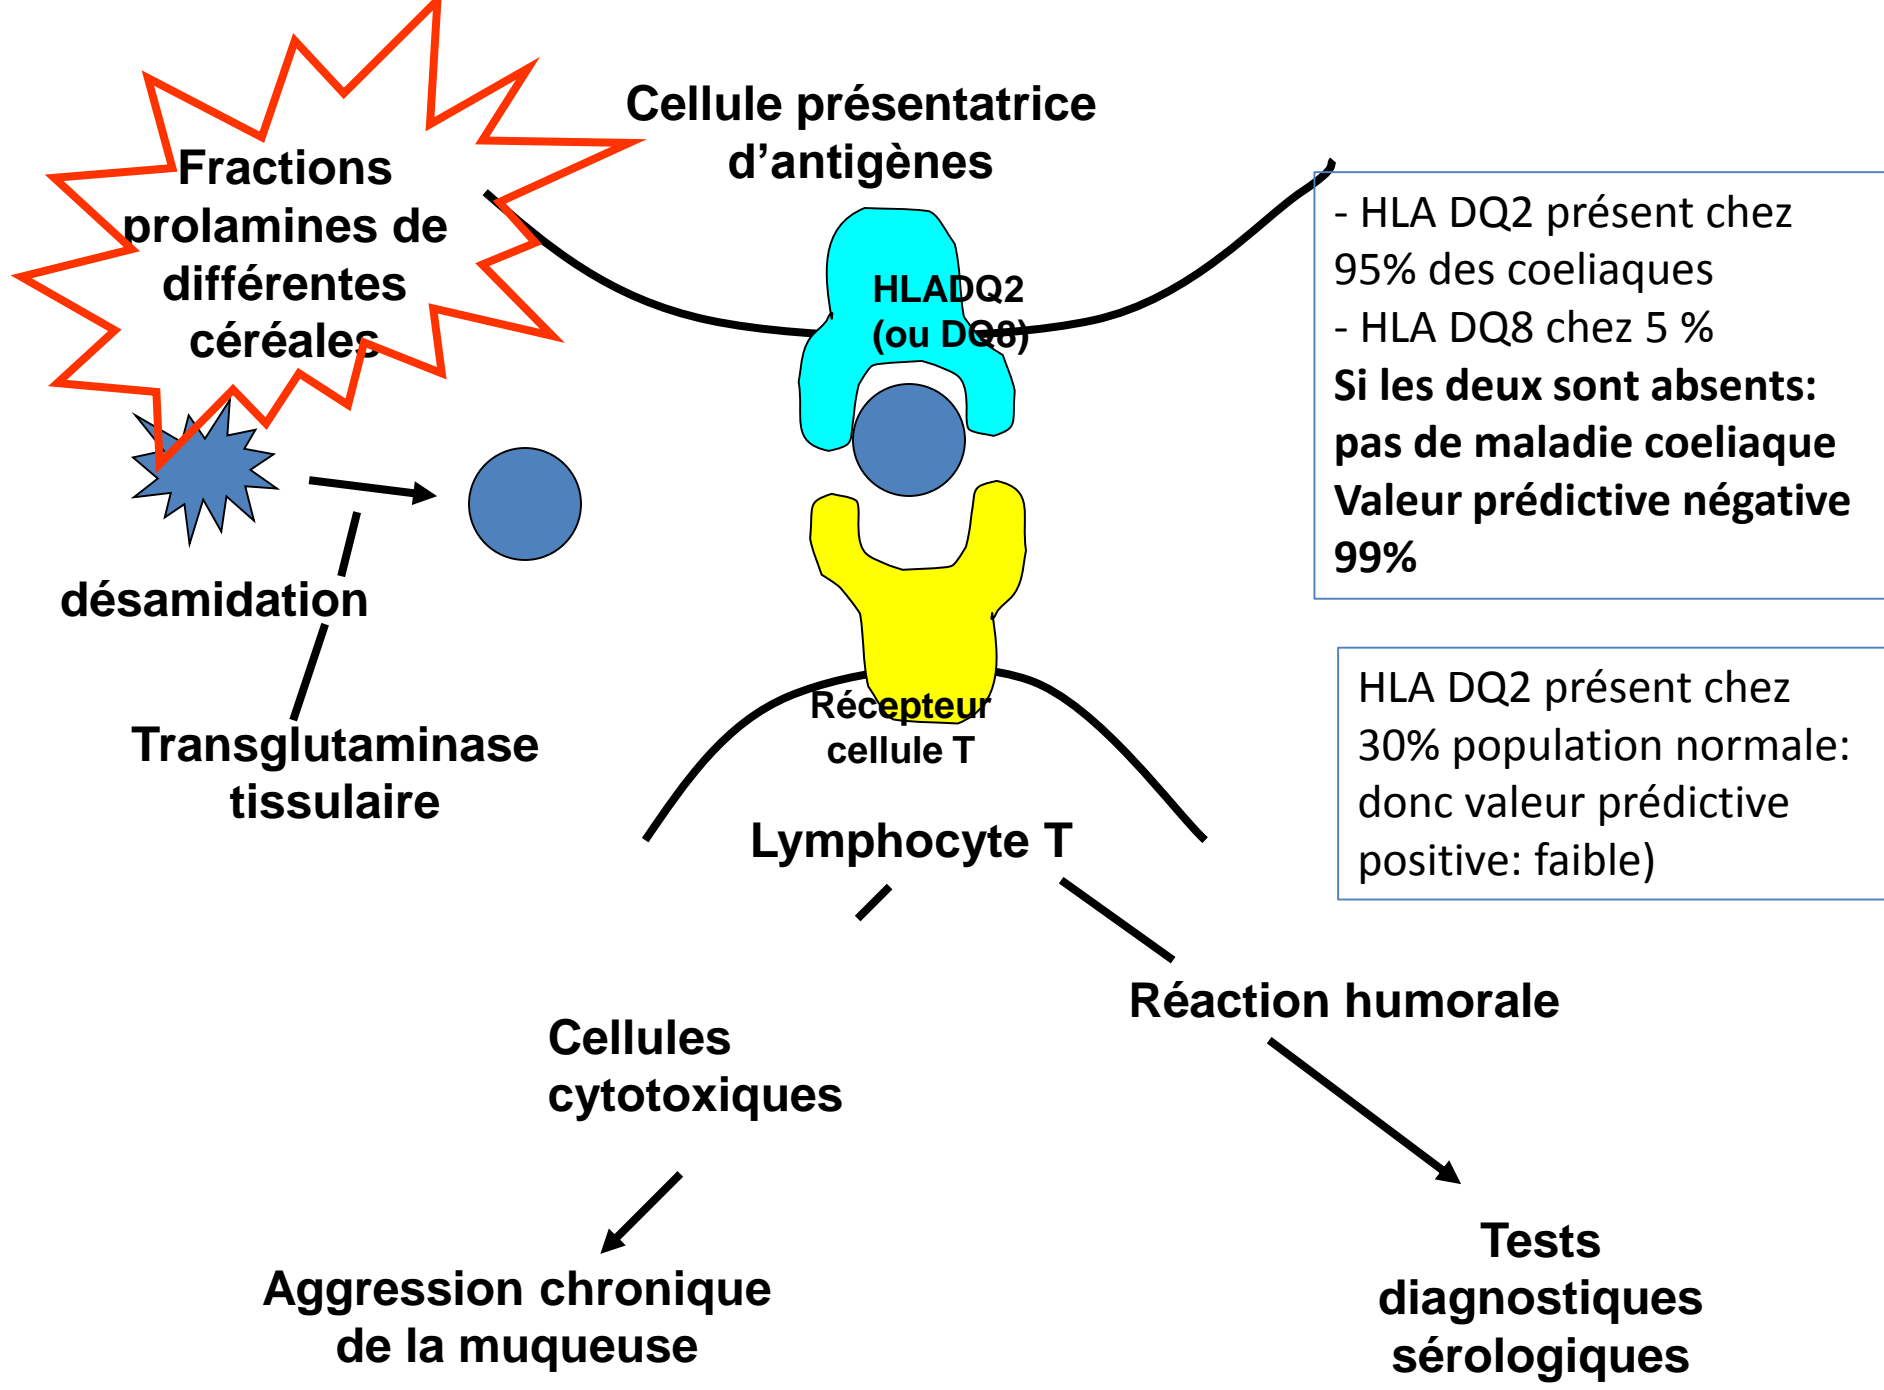 Fractions
prolamines de
différentes
céréales
Cellule présentatrice
d’antigènes
HLADQ2
(ou DQ8)
- HLA DQ2 présent chez
95% des coeliaques
- HLA DQ8 chez 5 %
Si les deux sont absents:
pas de maladie coeliaque
Valeur prédictive négative
99%
désamidation
Transglutaminase
tissulaire
Récepteur
cellule T
HLA DQ2 présent chez
30% population normale:
donc valeur prédictive
positive: faible)
Lymphocyte T
Réaction humorale
Cellules
cytotoxiques
Aggression chronique
de la muqueuse
Tests
diagnostiques
sérologiques